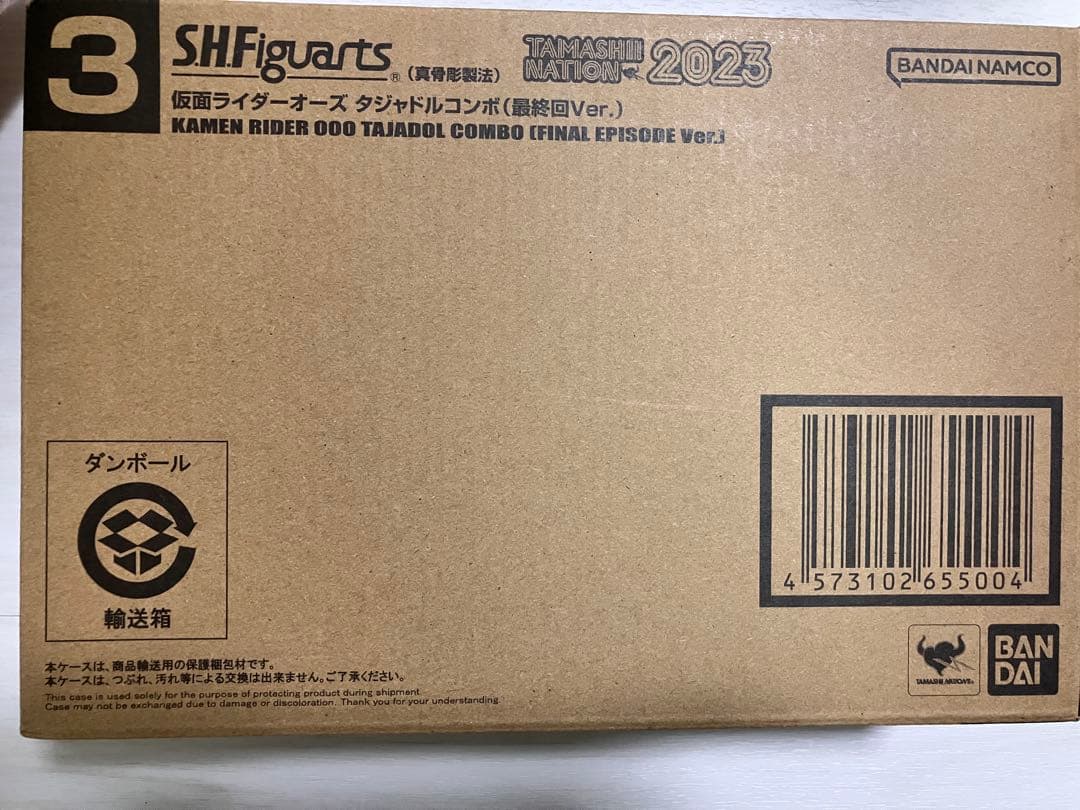 3
S.H.Figuarts® (真骨彫製法)
TAMASHII NATION 2023
BANDAI NAMCO
仮面ライダーオーズ タジャドルコンボ(最終回Ver.)
KAMEN RIDER OOO TAJADOL COMBO (FINAL EPISODE Ver.)
ダンボール
輸送箱
4 573102 655004
本ケースは、商品輸送用の保護梱包材です。
本ケースは、つぶれ、汚れ等による交換は出来ません。ご了承ください。
This case is used solely for the purpose of protecting product during shipment.
Case may not be exchanged due to damage or discoloration. Thank you for your understanding.
TAMASHII NATIONS®
BAN
DAI